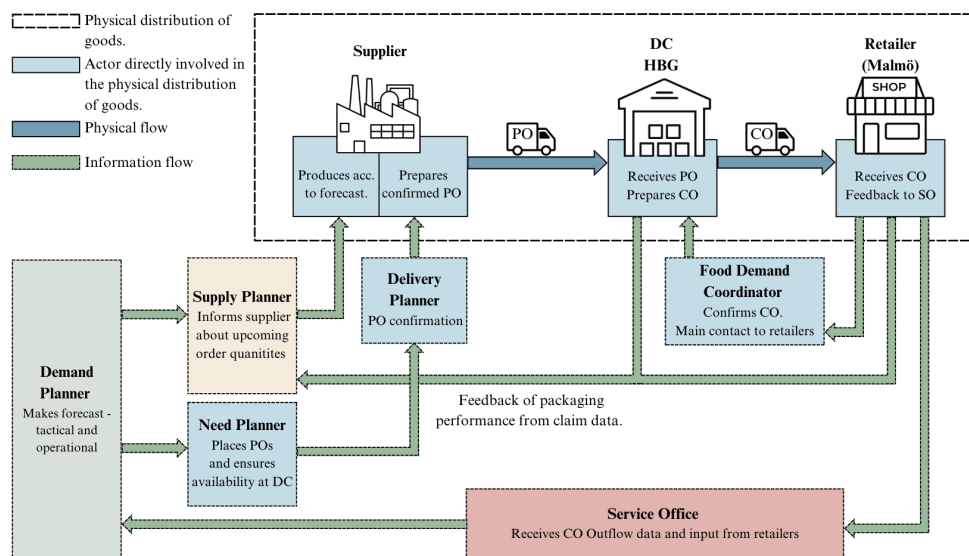 Physical distribution of
goods.
Actor directly involved in
the physical distribution
of goods.
Physical flow
Information flow
Supplier
DC
HBG
Retailer
(Malmö)
SHOP
PO
CO
Produces acc.
to forecast.
Prepares
confirmed PO
Receives PO
Prepares CO
Receives CO
Feedback to SO
Supply Planner
Informs supplier
about upcoming
order quantitites
Delivery
Planner
PO confirmation
Food Demand
Coordinator
Confirms CO.
Main contact to retailers
Demand
Planner
Makes forecast -
tactical and
operational
Need Planner
Places POs
and ensures
availability at DC
Feedback of packaging
performance from claim data.
Service Office
Receives CO Outflow data and input from retailers